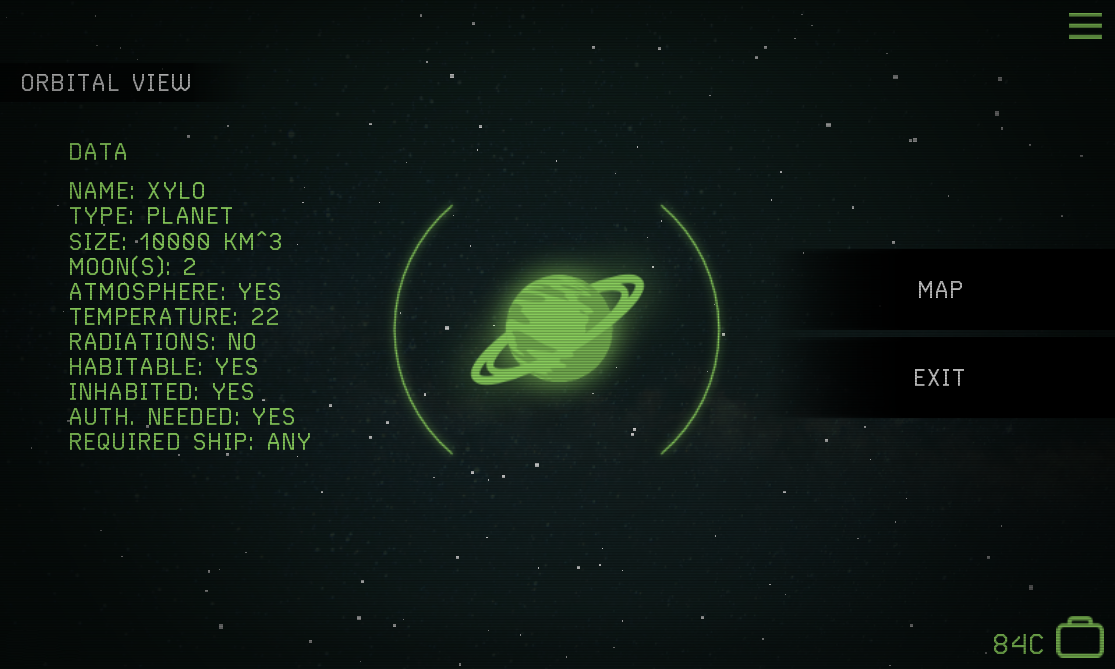 ORBITAL VIEW
DATA
NAME: XYLO
TYPE: PLANET
SIZE: 10000 KM^3
MOON(S): 2
ATMOSPHERE: YES
TEMPERATURE: 22
RADIATIONS: NO
HABITABLE: YES
INHABITED: YES
AUTH. NEEDED: YES
REQUIRED SHIP: ANY
MAP
EXIT
84C